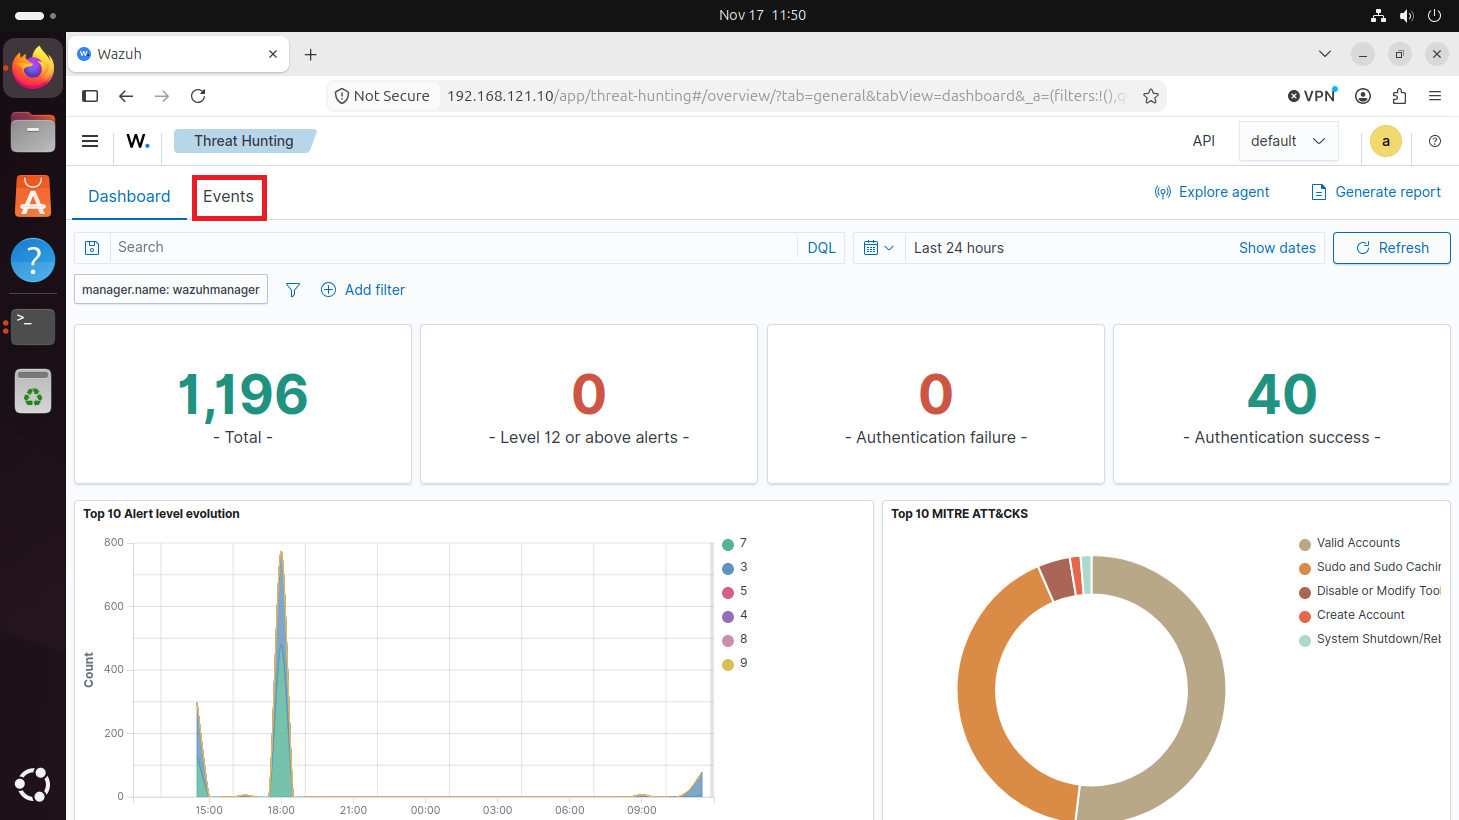 Nov 17 11:50
Wazuh
Not Secure
192.168.121.10/app/threat-hunting#/overview/?tab=general&tabView=dashboard&_a=(filters:!(),q
VPN
W.
Threat Hunting
API
default
a
Dashboard
Events
Explore agent
Generate report
Search
DQL
Last 24 hours
Show dates
Refresh
manager.name: wazuhmanager
Add filter
1,196
- Total -
0
- Level 12 or above alerts -
0
- Authentication failure -
40
- Authentication success -
Top 10 Alert level evolution
800
600
400
200
0
Count
15:00 18:00 21:00 00:00 03:00 06:00 09:00
7
3
5
4
8
9
Top 10 MITRE ATT&CKS
Valid Accounts
Sudo and Sudo Cachin
Disable or Modify Tool
Create Account
System Shutdown/Reb